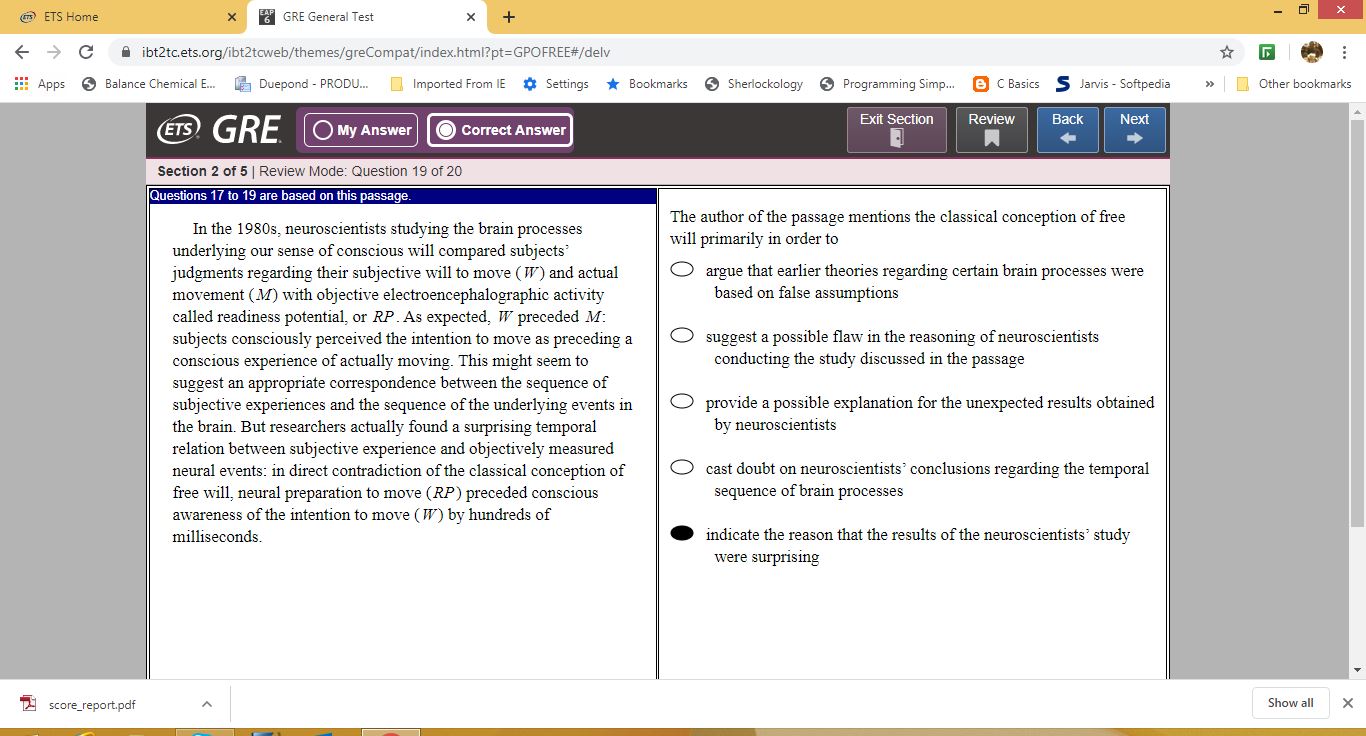 ETS Home
GRE General Test
ibt2tc.ets.org/ibt2tcweb/themes/greCompat/index.html?pt=GPOFREE#/delv
Apps Balance Chemical E... Duepond - PRODU... Imported From IE Settings Bookmarks Sherlockology Programming Simp... C Basics Jarvis - Softpedia » Other bookmarks
ETS GRE My Answer Correct Answer Exit Section Review Back Next
Section 2 of 5 | Review Mode: Question 19 of 20
Questions 17 to 19 are based on this passage.
In the 1980s, neuroscientists studying the brain processes
underlying our sense of conscious will compared subjects’
judgments regarding their subjective will to move (W) and actual
movement (M) with objective electroencephalographic activity
called readiness potential, or RP. As expected, W preceded M:
subjects consciously perceived the intention to move as preceding a
conscious experience of actually moving. This might seem to
suggest an appropriate correspondence between the sequence of
subjective experiences and the sequence of the underlying events in
the brain. But researchers actually found a surprising temporal
relation between subjective experience and objectively measured
neural events: in direct contradiction of the classical conception of
free will, neural preparation to move (RP) preceded conscious
awareness of the intention to move (W) by hundreds of
milliseconds.
The author of the passage mentions the classical conception of free
will primarily in order to
argue that earlier theories regarding certain brain processes were
based on false assumptions
suggest a possible flaw in the reasoning of neuroscientists
conducting the study discussed in the passage
provide a possible explanation for the unexpected results obtained
by neuroscientists
cast doubt on neuroscientists’ conclusions regarding the temporal
sequence of brain processes
indicate the reason that the results of the neuroscientists’ study
were surprising
score_report.pdf
Show all